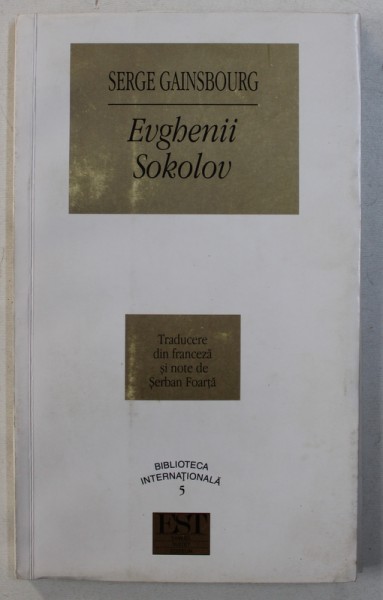 SERGE GAINSBOURG
Evghenii
Sokolov
Traducere
din franceză
și note de
Șerban Foarță
BIBLIOTECA
INTERNAȚIONALĂ
5
EST